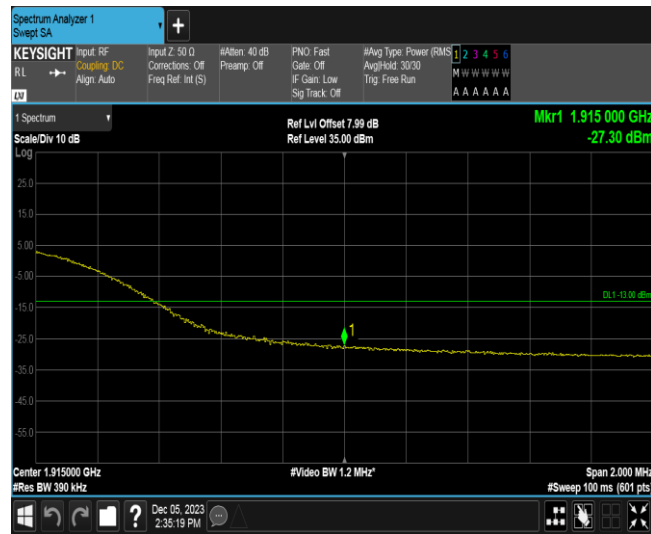 Spectrum Analyzer 1
Swept SA
KEYSIGHT
RL
LXI
Input: RF
Coupling: DC
Align: Auto
Input Z: 50 Ω
Corrections: Off
Freq Ref: Int (S)
#Atten: 40 dB
Preamp: Off
PNO: Fast
Gate: Off
IF Gain: Low
Sig Track: Off
#Avg Type: Power (RMS
Avg|Hold: 30/30
Trig: Free Run
1 2 3 4 5 6
M W W W W W
A A A A A A
1 Spectrum
Scale/Div 10 dB
Log
Ref Lvl Offset 7.99 dB
Ref Level 35.00 dBm
Mkr1 1.915 000 GHz
-27.30 dBm
25.0
15.0
5.00
-5.00
-15.0
-25.0
-35.0
-45.0
-55.0
DL1 -13.00 dBm
1
Center 1.915000 GHz
#Res BW 390 kHz
#Video BW 1.2 MHz*
Span 2.000 MHz
#Sweep 100 ms (601 pts)
?
Dec 05, 2023
2:35:19 PM